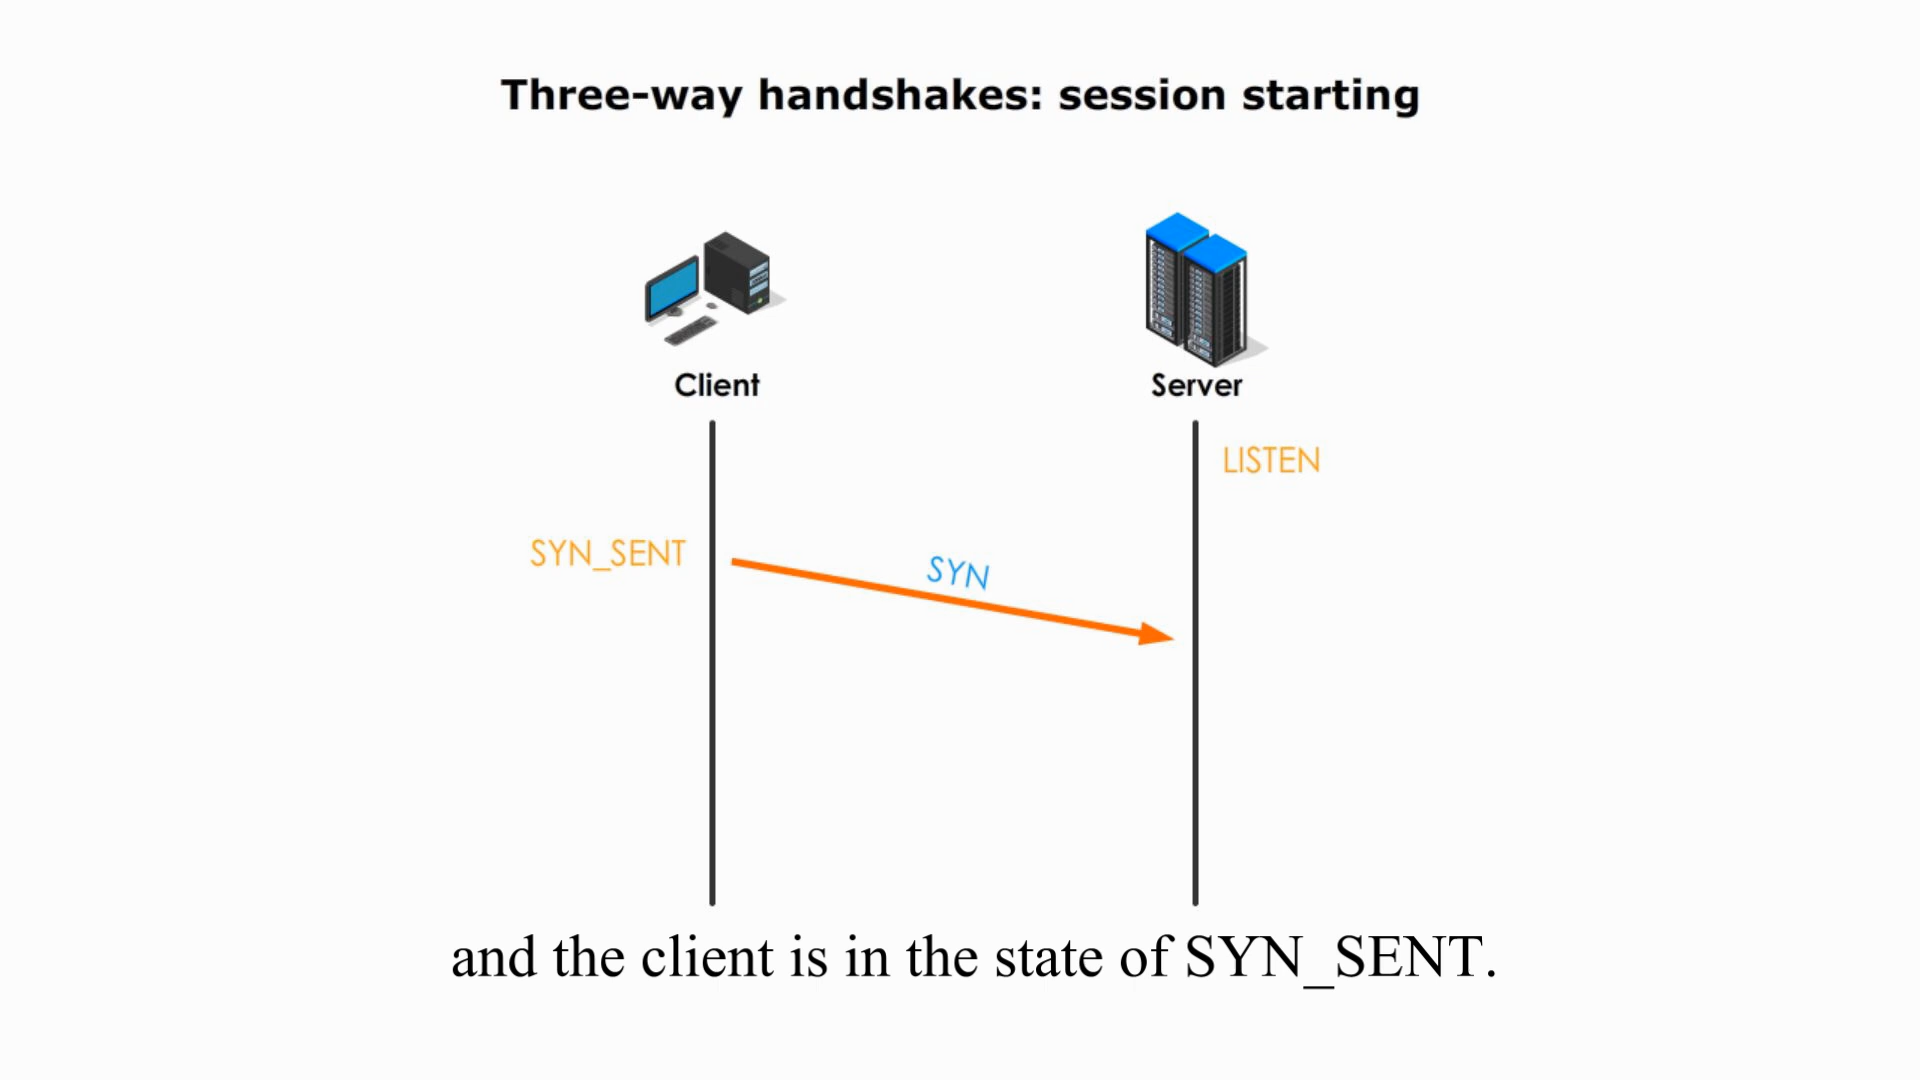 Three-way handshakes: session starting
Client
Server
LISTEN
SYN_SENT
SYN
and the client is in the state of SYN_SENT.